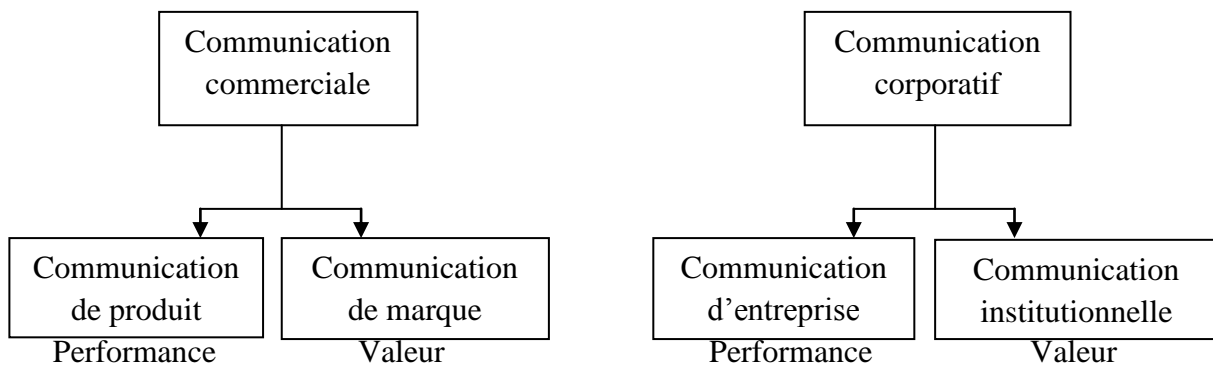 Communication
commerciale
Communication
corporatif
Communication
de produit
Communication
de marque
Communication
d’entreprise
Communication
institutionnelle
Performance
Valeur
Performance
Valeur